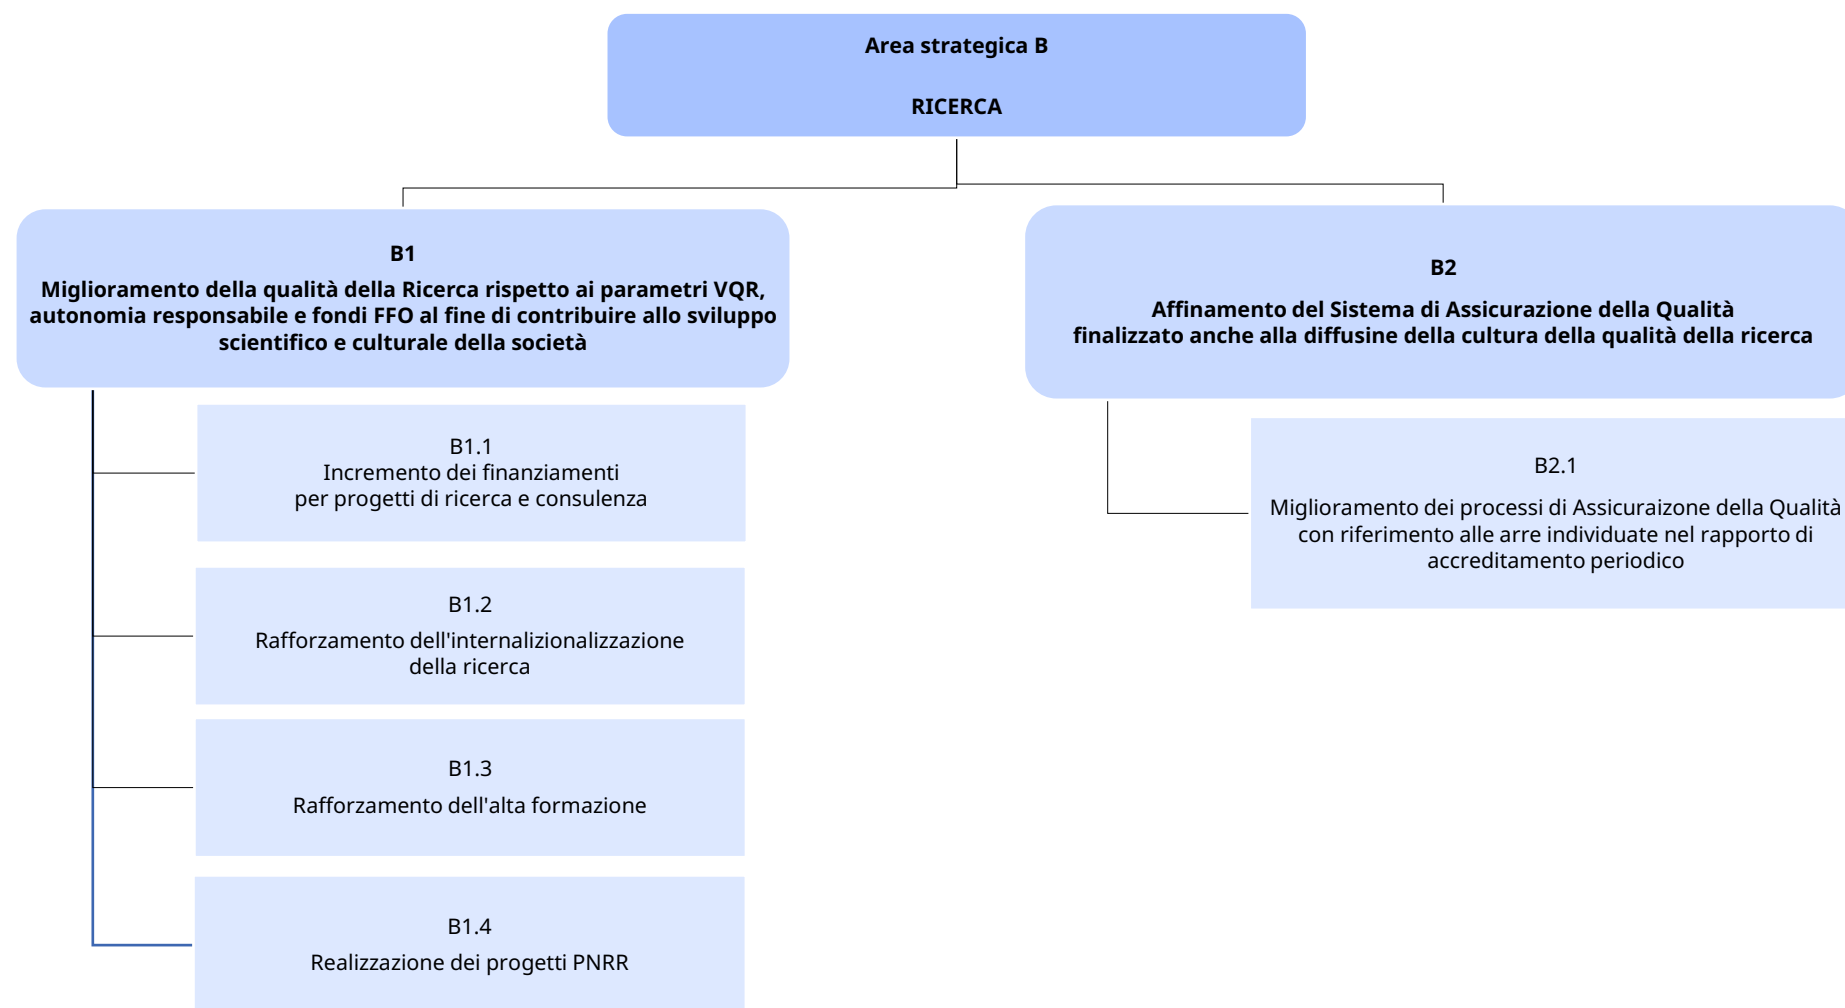 Area strategica B
RICERCA
B1
Miglioramento della qualità della Ricerca rispetto ai parametri VQR,
autonomia responsabile e fondi FFO al fine di contribuire allo sviluppo
scientifico e culturale della società
B1.1
Incremento dei finanziamenti
per progetti di ricerca e consulenza
B1.2
Rafforzamento dell'internalizionalizzazione
della ricerca
B1.3
Rafforzamento dell'alta formazione
B1.4
Realizzazione dei progetti PNRR
B2
Affinamento del Sistema di Assicurazione della Qualità
finalizzato anche alla diffusine della cultura della qualità della ricerca
B2.1
Miglioramento dei processi di Assicuraizone della Qualità
con riferimento alle arre individuate nel rapporto di
accreditamento periodico